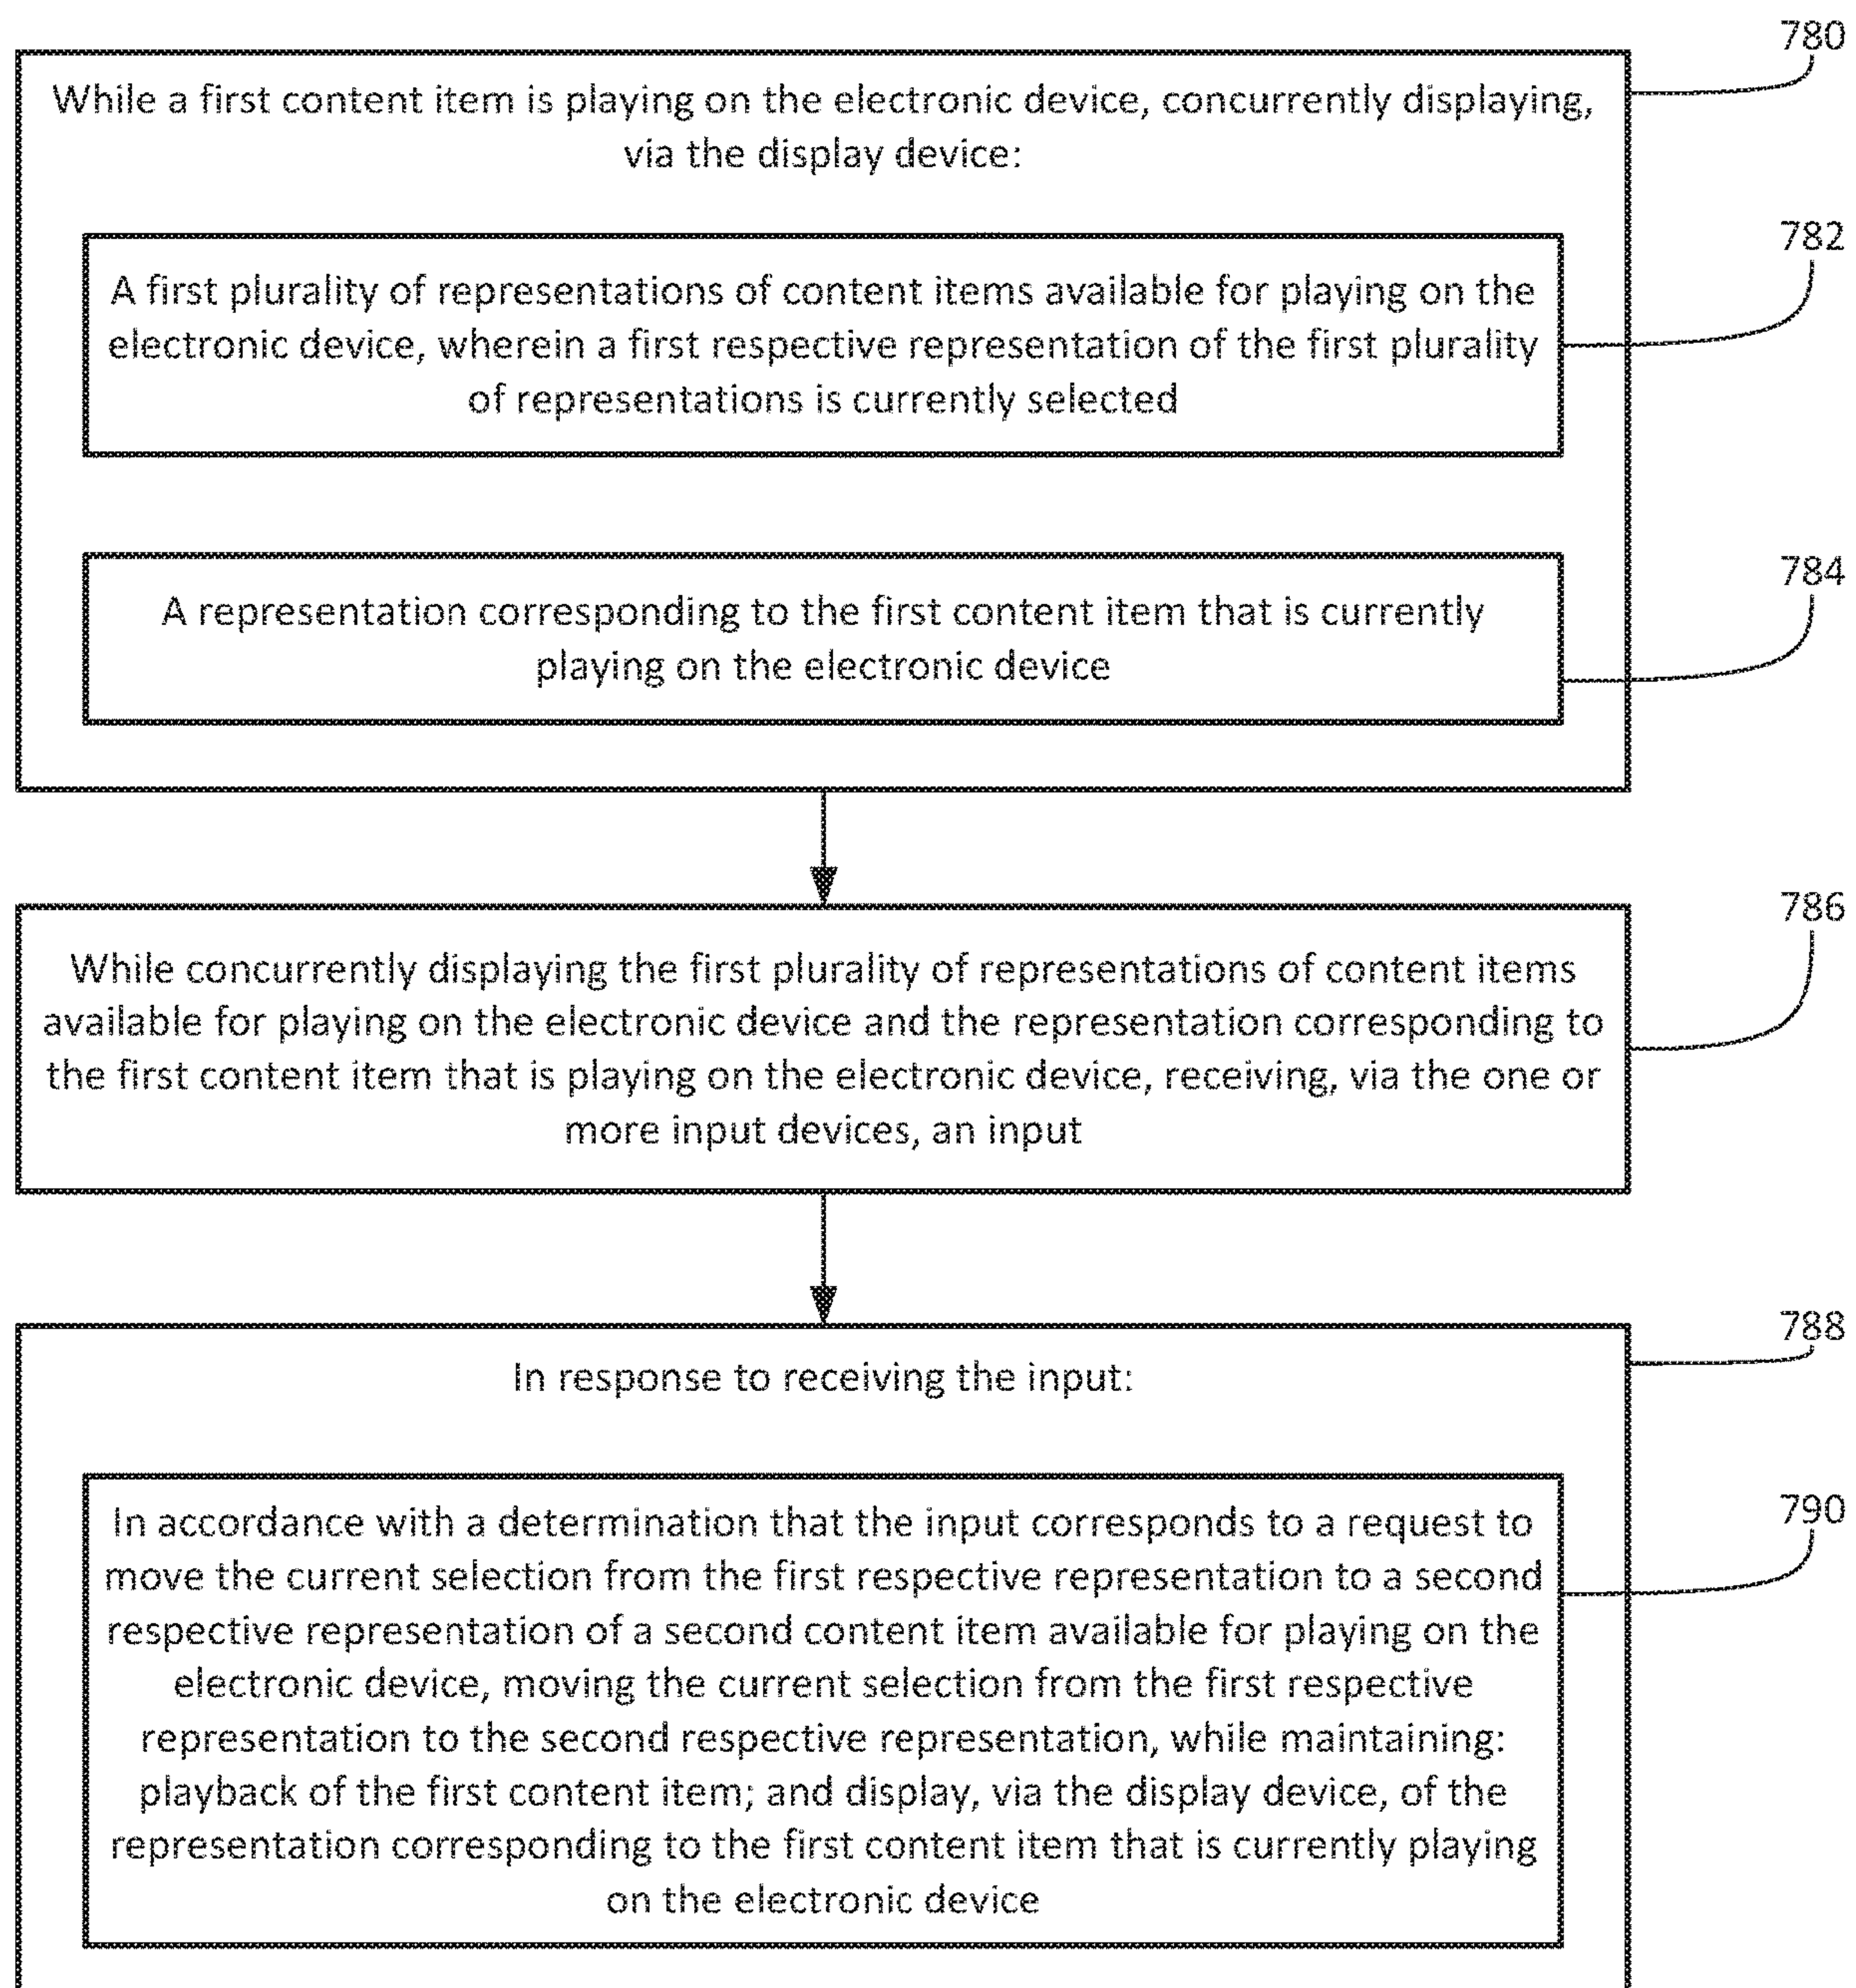 780
While a first content item is playing on the electronic device, concurrently displaying,
via the display device:
782
A first plurality of representations of content items available for playing on the
electronic device, wherein a first respective representation of the first plurality
of representations is currently selected
784
A representation corresponding to the first content item that is currently
playing on the electronic device
786
While concurrently displaying the first plurality of representations of content items
available for playing on the electronic device and the representation corresponding to
the first content item that is playing on the electronic device, receiving, via the one or
more input devices, an input
788
In response to receiving the input:
790
In accordance with a determination that the input corresponds to a request to
move the current selection from the first respective representation to a second
respective representation of a second content item available for playing on the
electronic device, moving the current selection from the first respective
representation to the second respective representation, while maintaining:
playback of the first content item; and display, via the display device, of the
representation corresponding to the first content item that is currently playing
on the electronic device